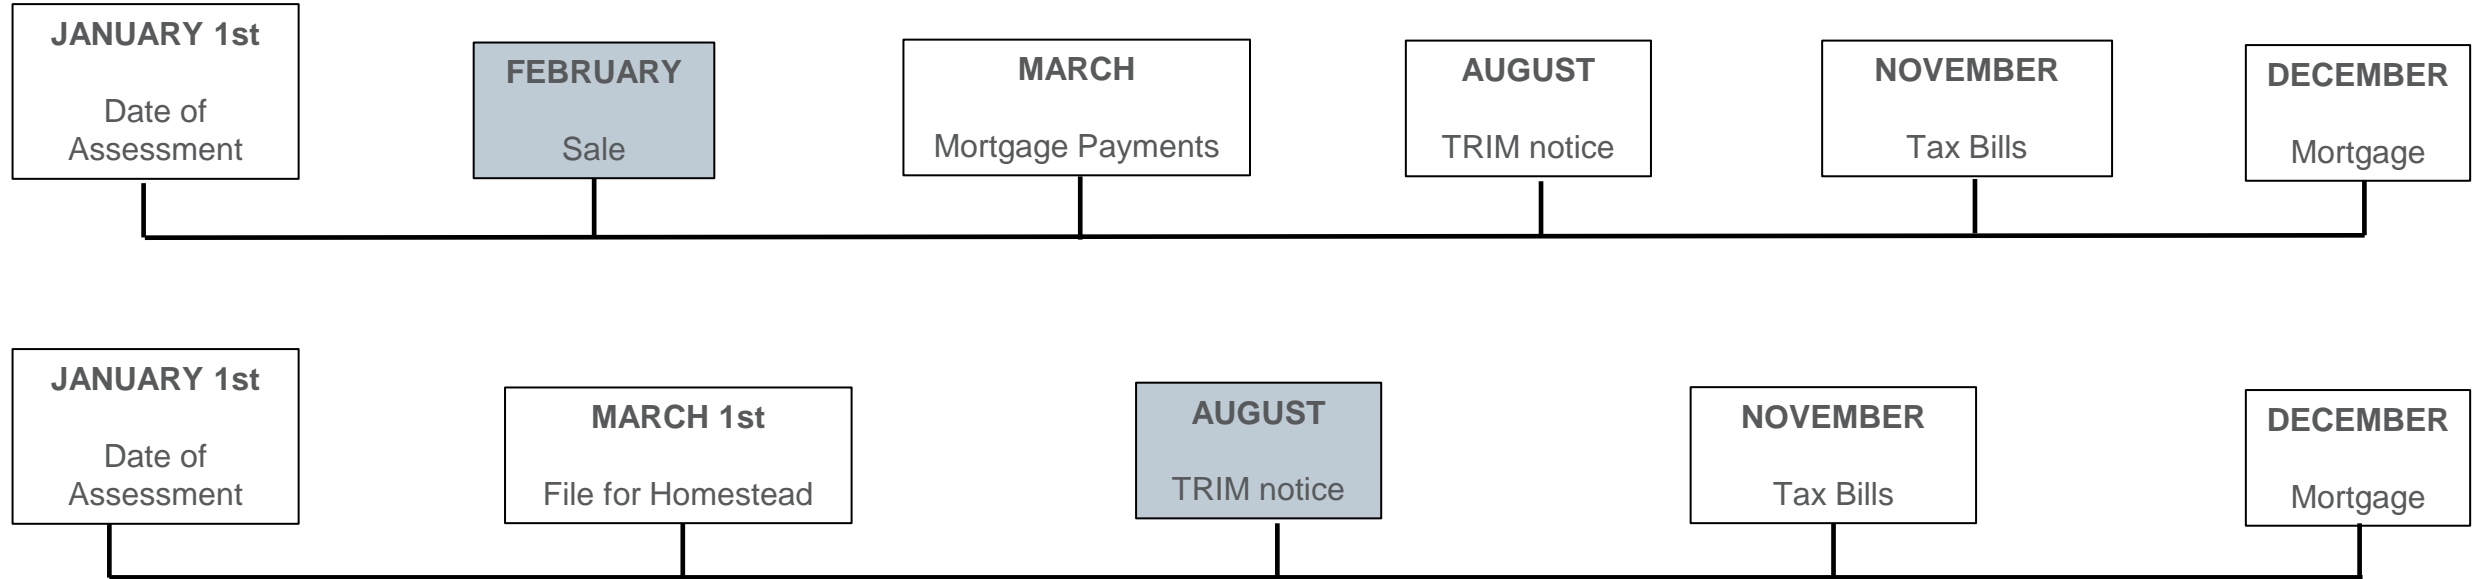 JANUARY 1st
Date of
Assessment
FEBRUARY
Sale
MARCH
Mortgage Payments
AUGUST
TRIM notice
NOVEMBER
Tax Bills
DECEMBER
Mortgage
JANUARY 1st
Date of
Assessment
MARCH 1st
File for Homestead
AUGUST
TRIM notice
NOVEMBER
Tax Bills
DECEMBER
Mortgage